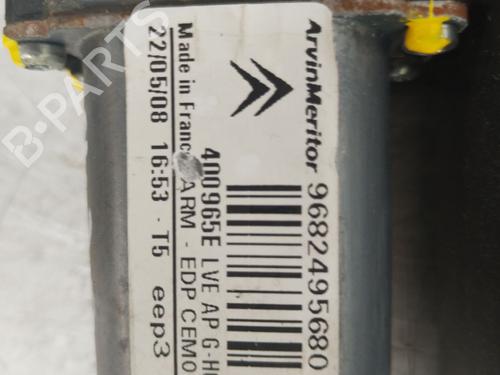 ArvinMeritor 9682495680
400965E LVE AP G-H
Made in France ARM - EDP CEMO
22/05/08 16:53 - T5 eep3
B-PARTS